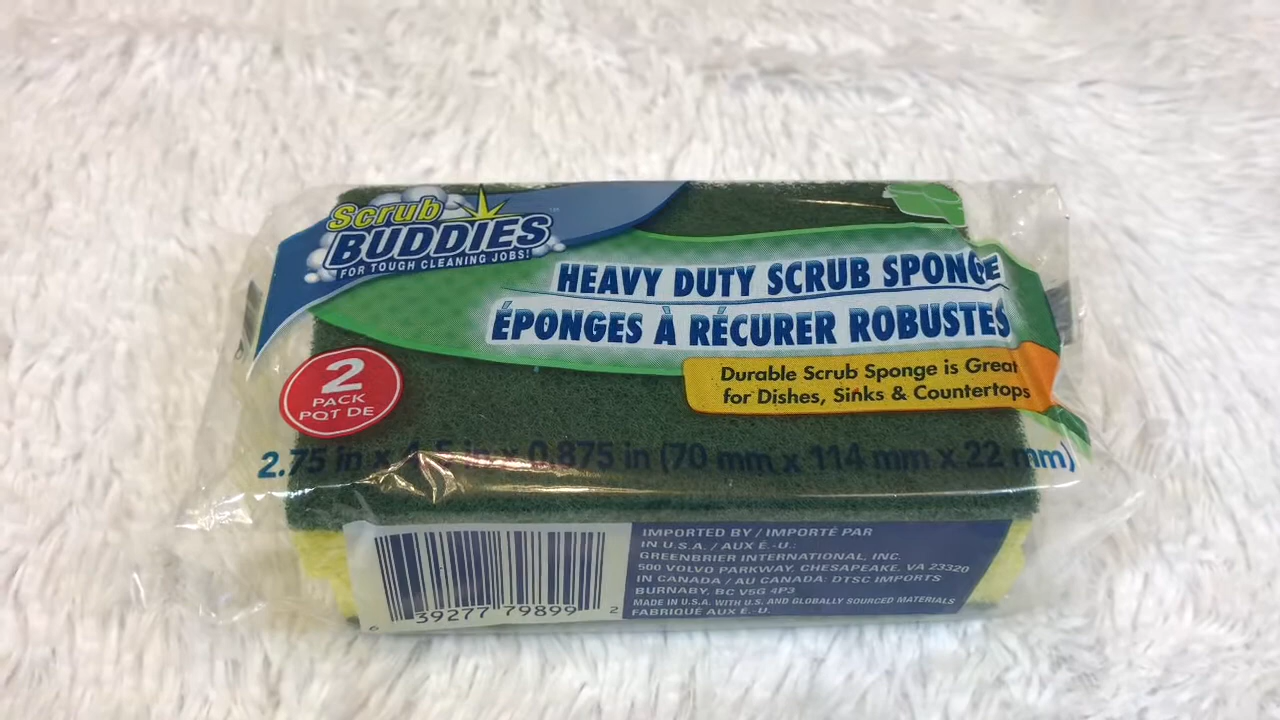 Scrub
BUDDIES™
FOR TOUGH CLEANING JOBS!
HEAVY DUTY SCRUB SPONGE
ÉPONGES À RÉCURER ROBUSTES
Durable Scrub Sponge is Great
for Dishes, Sinks & Countertops
2
PACK
PQT DE
2.75 in x 4.5 in x 0.875 in (70 mm x 114 mm x 22 mm)
IMPORTED BY / IMPORTÉ PAR
IN U.S.A. / AUX É.-U.:
GREENBRIER INTERNATIONAL, INC.
500 VOLVO PARKWAY, CHESAPEAKE, VA 23320
IN CANADA / AU CANADA: DTSC IMPORTS
BURNABY, BC V5G 4P3
MADE IN U.S.A. WITH U.S. AND GLOBALLY SOURCED MATERIALS
FABRIQUÉ AUX É.-U.
6 39277 79899 2